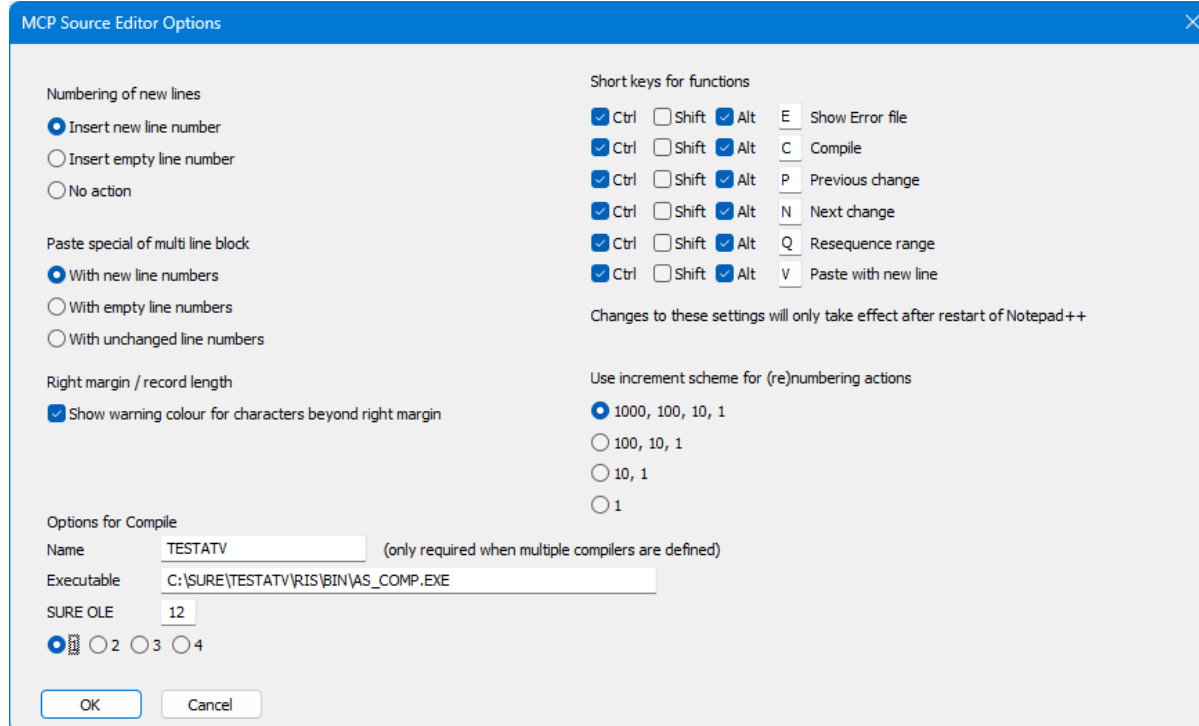 MCP Source Editor Options
Numbering of new lines
Insert new line number
Insert empty line number
No action
Paste special of multi line block
With new line numbers
With empty line numbers
With unchanged line numbers
Right margin / record length
Show warning colour for characters beyond right margin
Short keys for functions
Ctrl Shift Alt E Show Error file
Ctrl Shift Alt C Compile
Ctrl Shift Alt P Previous change
Ctrl Shift Alt N Next change
Ctrl Shift Alt Q Resequence range
Ctrl Shift Alt V Paste with new line
Changes to these settings will only take effect after restart of Notepad++
Use increment scheme for (re)numbering actions
1000, 100, 10, 1
100, 10, 1
10, 1
1
Options for Compile
Name TESTATV (only required when multiple compilers are defined)
Executable C:\SURE\TESTATV\RIS\BIN\AS_COMP.EXE
SURE OLE 12
1 2 3 4
OK Cancel